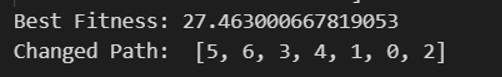 Best Fitness: 27.463000667819053
Changed Path:  [5, 6, 3, 4, 1, 0, 2]